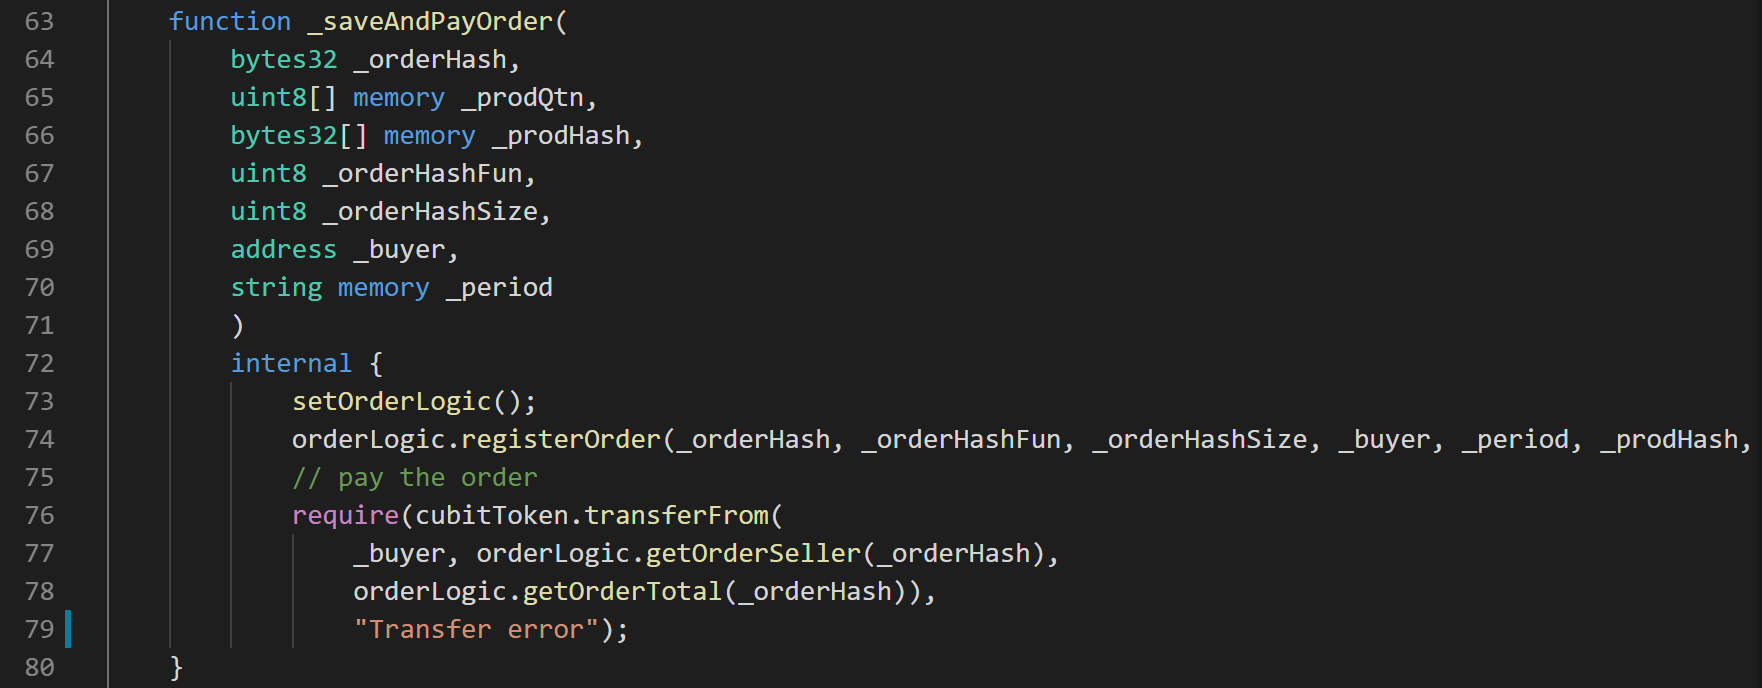 63 function _saveAndPayOrder(
64 bytes32 _orderHash,
65 uint8[] memory _prodQtn,
66 bytes32[] memory _prodHash,
67 uint8 _orderHashFun,
68 uint8 _orderHashSize,
69 address _buyer,
70 string memory _period
71 )
72 internal {
73 setOrderLogic();
74 orderLogic.registerOrder(_orderHash, _orderHashFun, _orderHashSize, _buyer, _period, _prodHash,
75 // pay the order
76 require(cubitToken.transferFrom(
77 _buyer, orderLogic.getOrderSeller(_orderHash),
78 orderLogic.getOrderTotal(_orderHash)),
79 "Transfer error");
80 }